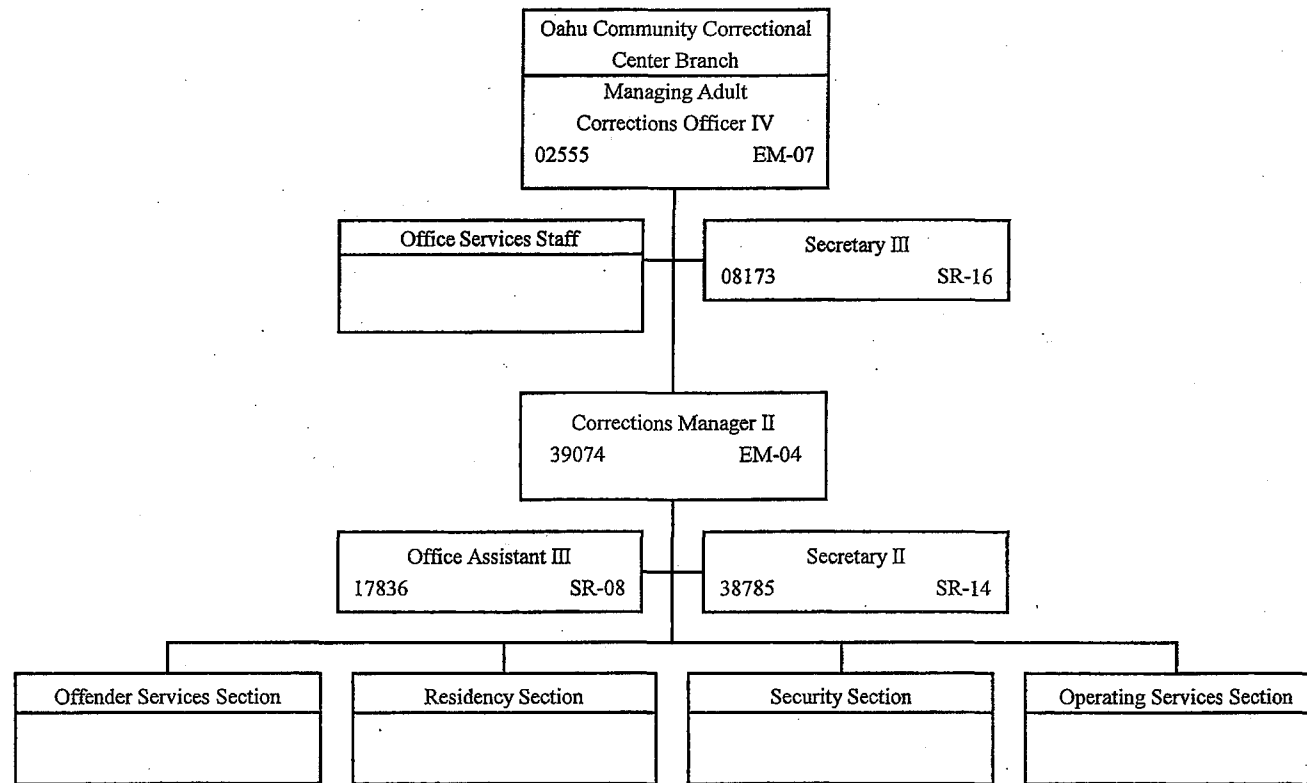 Oahu Community Correctional
Center Branch
Managing Adult
Corrections Officer IV
02555 EM-07
Office Services Staff
Secretary III
08173 SR-16
Corrections Manager II
39074 EM-04
Office Assistant III
17836 SR-08
Secretary II
38785 SR-14
Offender Services Section
Residency Section
Security Section
Operating Services Section